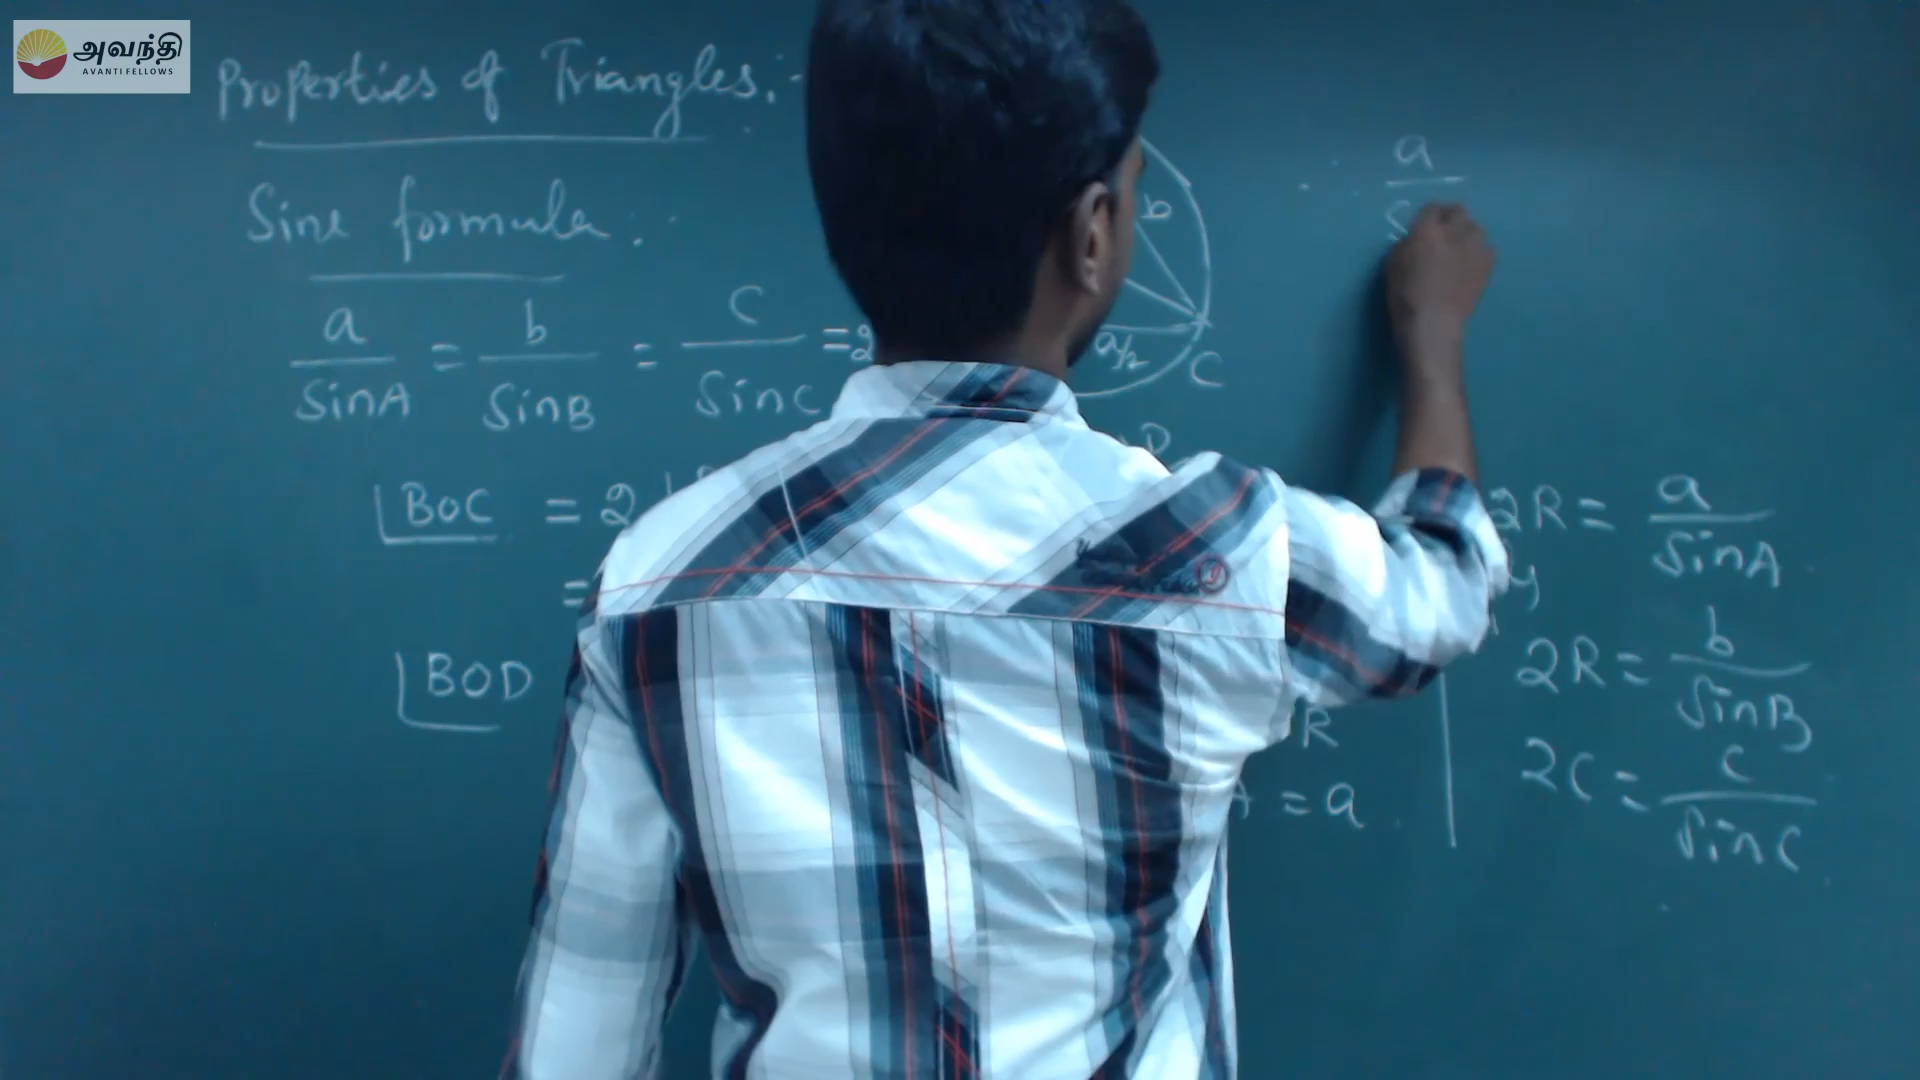 அவந்தி
AVANTI FELLOWS
Properties of Triangles:-
Sine formula:-
a/SinA = b/SinB = c/SinC = 2
b
a/2
C
D
BOC = 2
=
BOD
R
= a
2R = a/SinA
2R = b/SinB
2C = c/SinC
∴ a